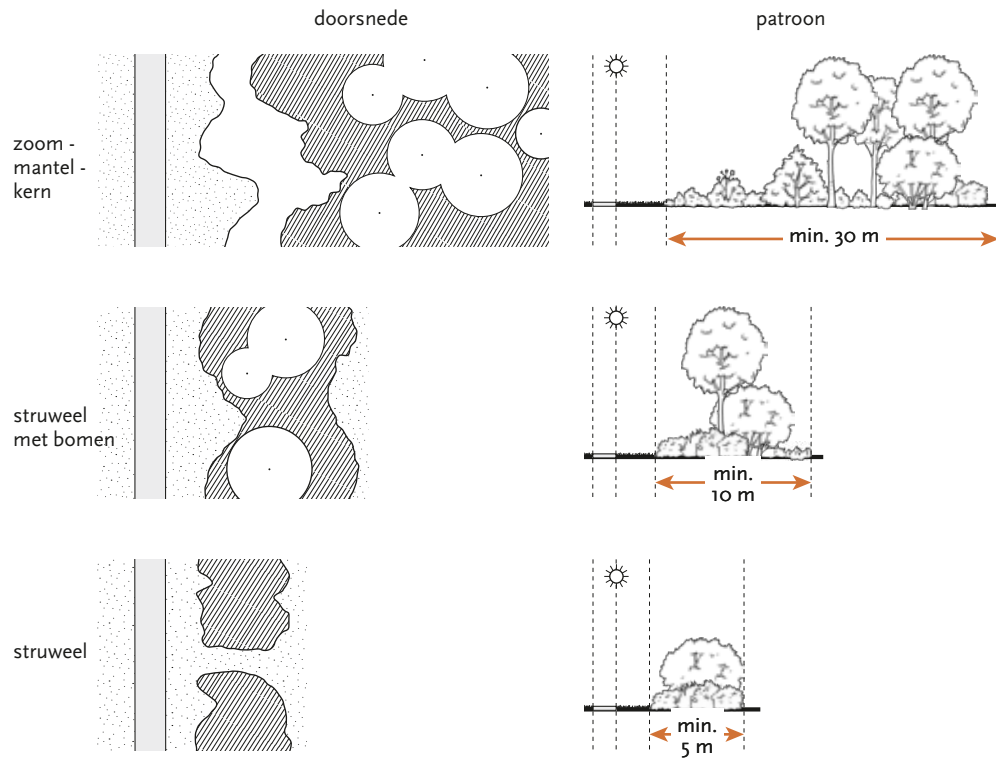 doorsnede
patroon
zoom -
mantel -
kern
min. 30 m
struweel
met bomen
min.
10 m
struweel
min.
5 m